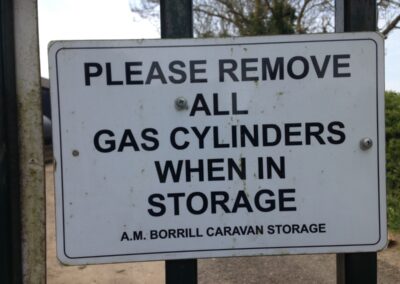 PLEASE REMOVE
ALL
GAS CYLINDERS
WHEN IN
STORAGE
A.M. BORRILL CARAVAN STORAGE